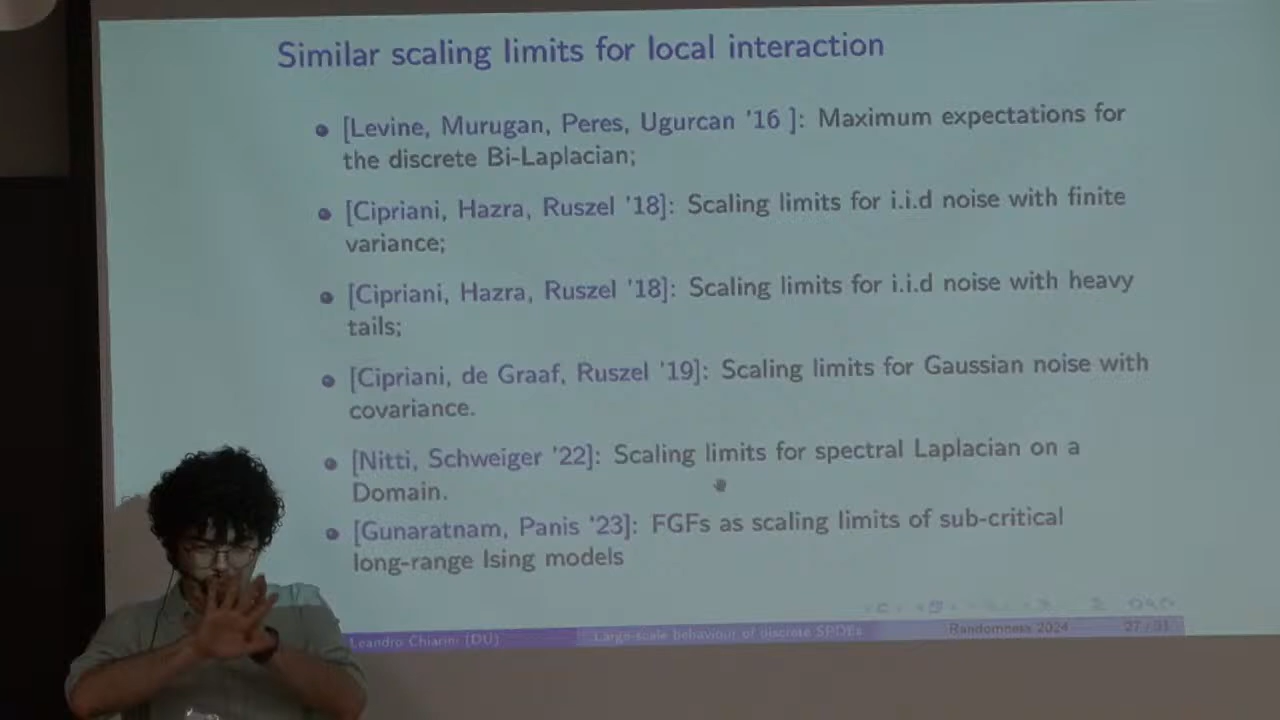 Similar scaling limits for local interaction
[Levine, Murugan, Peres, Ugurcan '16 ]: Maximum expectations for
the discrete Bi-Laplacian;
[Cipriani, Hazra, Ruszel '18]: Scaling limits for i.i.d noise with finite
variance;
[Cipriani, Hazra, Ruszel '18]: Scaling limits for i.i.d noise with heavy
tails;
[Cipriani, de Graaf, Ruszel '19]: Scaling limits for Gaussian noise with
covariance.
[Nitti, Schweiger '22]: Scaling limits for spectral Laplacian on a
Domain.
[Gunaratnam, Panis '23]: FGFs as scaling limits of sub-critical
long-range Ising models
Leandro Chiarini (DU) Large-scale behaviour of discrete SPDEs Randomness 2024 27 / 31